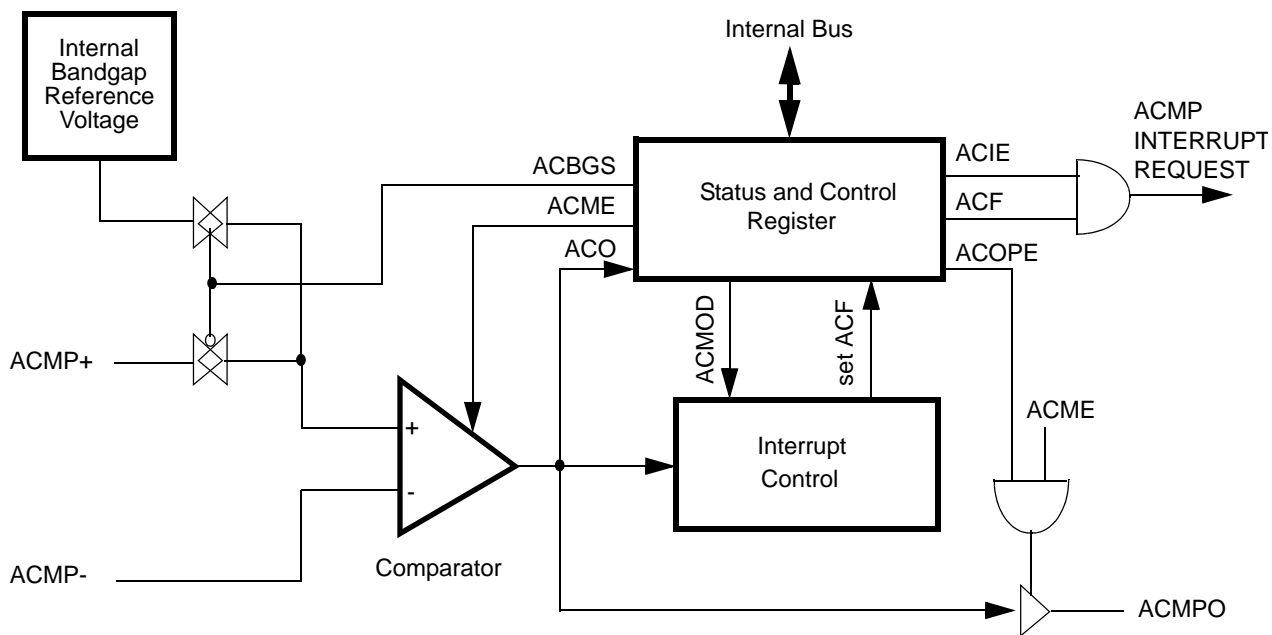 Internal Bus
Internal
Bandgap
Reference
Voltage
ACMP
INTERRUPT
REQUEST
ACBGS
ACME
ACO
Status and Control
Register
ACIE
ACF
ACOPE
ACMOD
set ACF
ACMP+
ACME
+
-
Interrupt
Control
Comparator
ACMP-
ACMPO